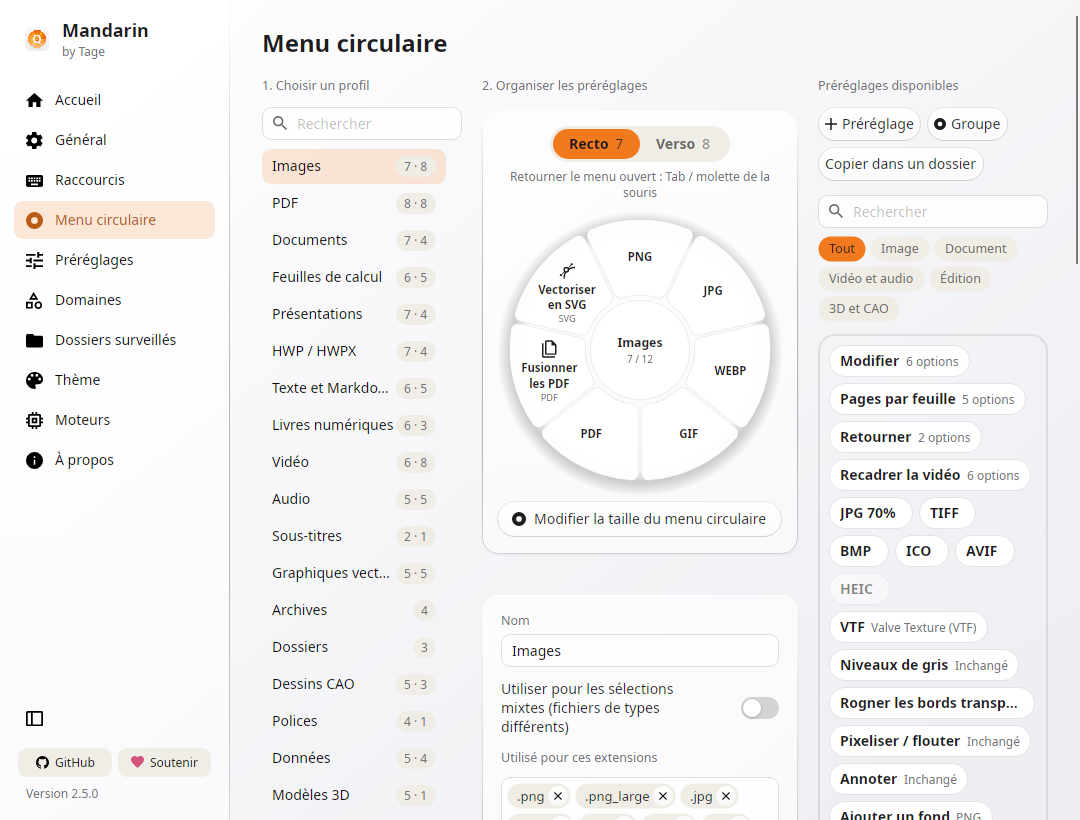 Mandarin
by Tage
Accueil
Général
Raccourcis
Menu circulaire
Préréglages
Domaines
Dossiers surveillés
Thème
Moteurs
À propos
GitHub
Soutenir
Version 2.5.0
Menu circulaire
1. Choisir un profil
Rechercher
Images 7 · 8
PDF 8 · 8
Documents 7 · 4
Feuilles de calcul 6 · 5
Présentations 7 · 4
HWP / HWPX 7 · 4
Texte et Markdo... 6 · 5
Livres numériques 6 · 3
Vidéo 6 · 8
Audio 5 · 5
Sous-titres 2 · 1
Graphiques vect... 5 · 5
Archives 4
Dossiers 3
Dessins CAO 5 · 3
Polices 4 · 1
Données 5 · 4
Modèles 3D 5 · 1
2. Organiser les préréglages
Recto 7 Verso 8
Retourner le menu ouvert : Tab / molette de la
souris
PNG
JPG
WEBP
GIF
PDF
Fusionner
les PDF
PDF
Vectoriser
en SVG
SVG
Images
7 / 12
Modifier la taille du menu circulaire
Nom
Images
Utiliser pour les sélections
mixtes (fichiers de types
différents)
Utilisé pour ces extensions
.png .png_large .jpg
Préréglages disponibles
Préréglage Groupe
Copier dans un dossier
Rechercher
Tout Image Document
Vidéo et audio Édition
3D et CAO
Modifier 6 options
Pages par feuille 5 options
Retourner 2 options
Recadrer la vidéo 6 options
JPG 70% TIFF
BMP ICO AVIF
HEIC
VTF Valve Texture (VTF)
Niveaux de gris Inchangé
Rogner les bords transp...
Pixeliser / flouter Inchangé
Annoter Inchangé
Ajouter un fond PNG